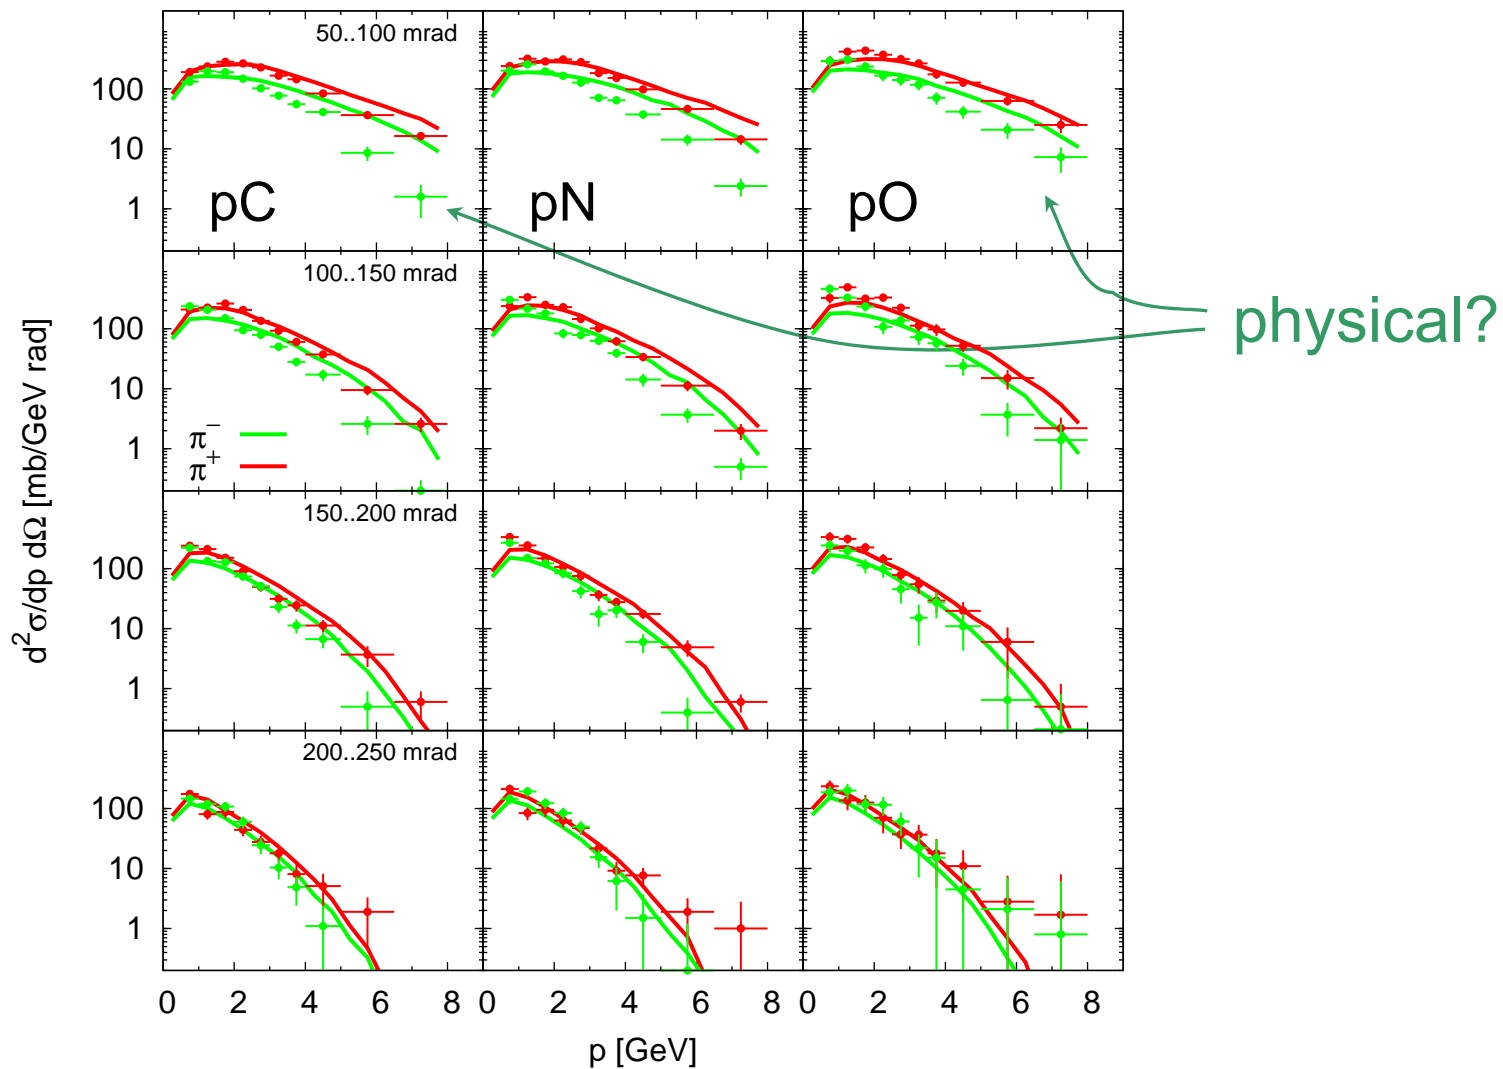 50..100 mrad
100
10
1
pC
pN
pO
100..150 mrad
100
10
1
π⁻
π⁺
physical?
150..200 mrad
100
10
1
200..250 mrad
100
10
1
0 2 4 6 8 0 2 4 6 8 0 2 4 6 8
p [GeV]
d²σ/dp dΩ [mb/GeV rad]